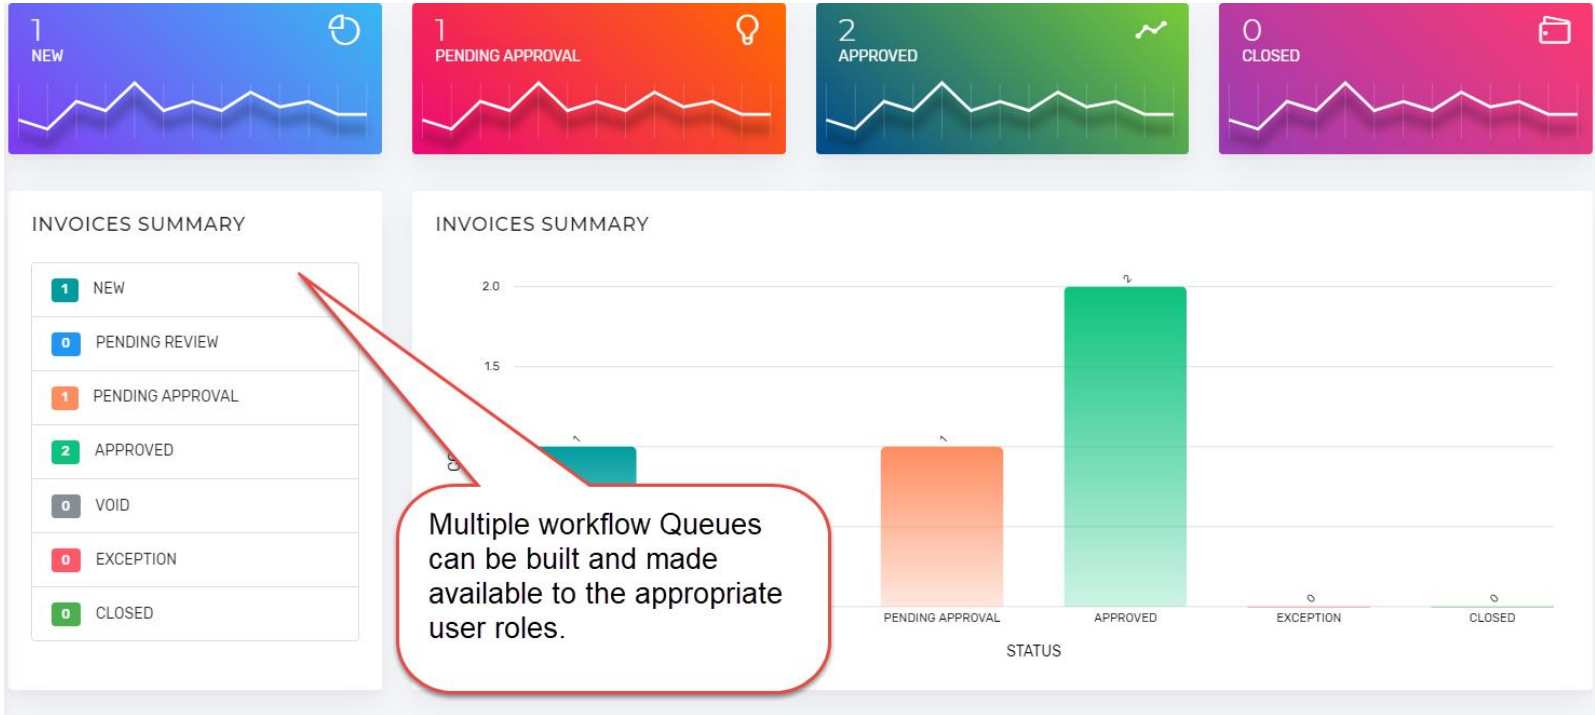 1
NEW
1
PENDING APPROVAL
2
APPROVED
0
CLOSED
INVOICES SUMMARY
1 NEW
0 PENDING REVIEW
1 PENDING APPROVAL
2 APPROVED
0 VOID
0 EXCEPTION
0 CLOSED
INVOICES SUMMARY
2.0
1.5
2
1
1
0
0
PENDING APPROVAL
APPROVED
EXCEPTION
CLOSED
STATUS
Multiple workflow Queues
can be built and made
available to the appropriate
user roles.